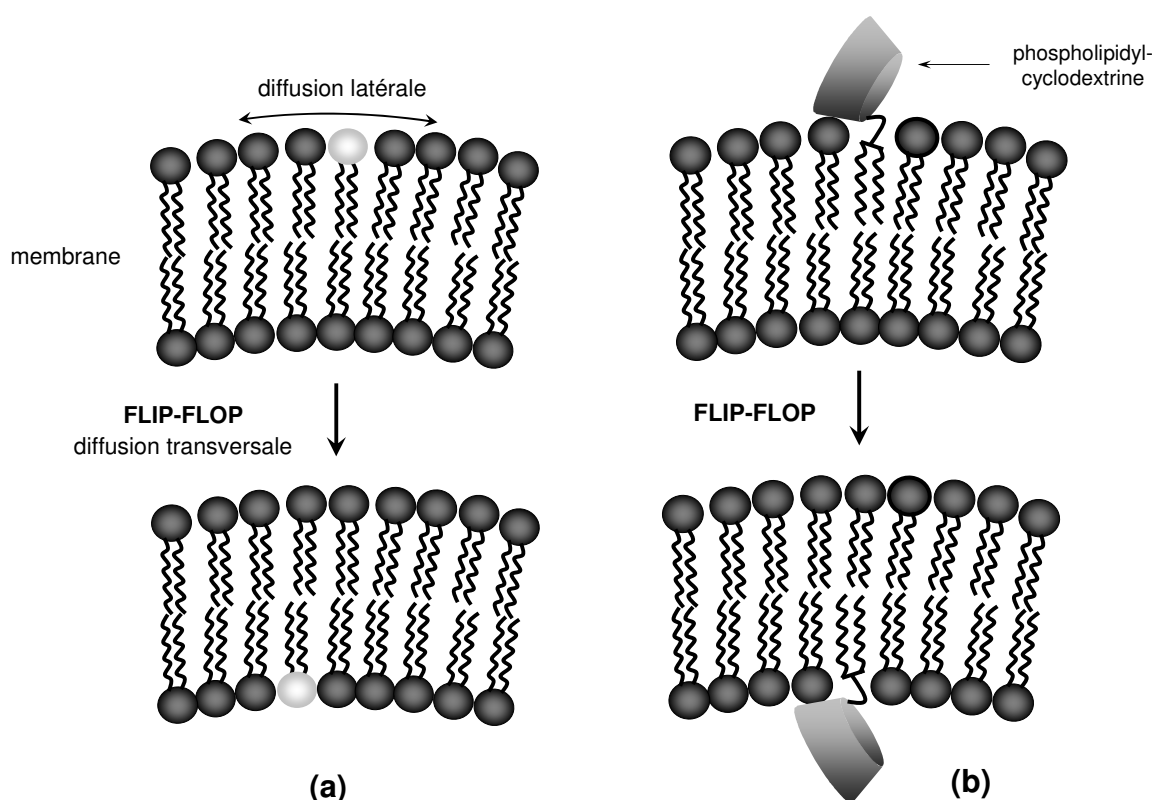 diffusion latérale
membrane
FLIP-FLOP
diffusion transversale
(a)
phospholipidyl-
cyclodextrine
FLIP-FLOP
(b)